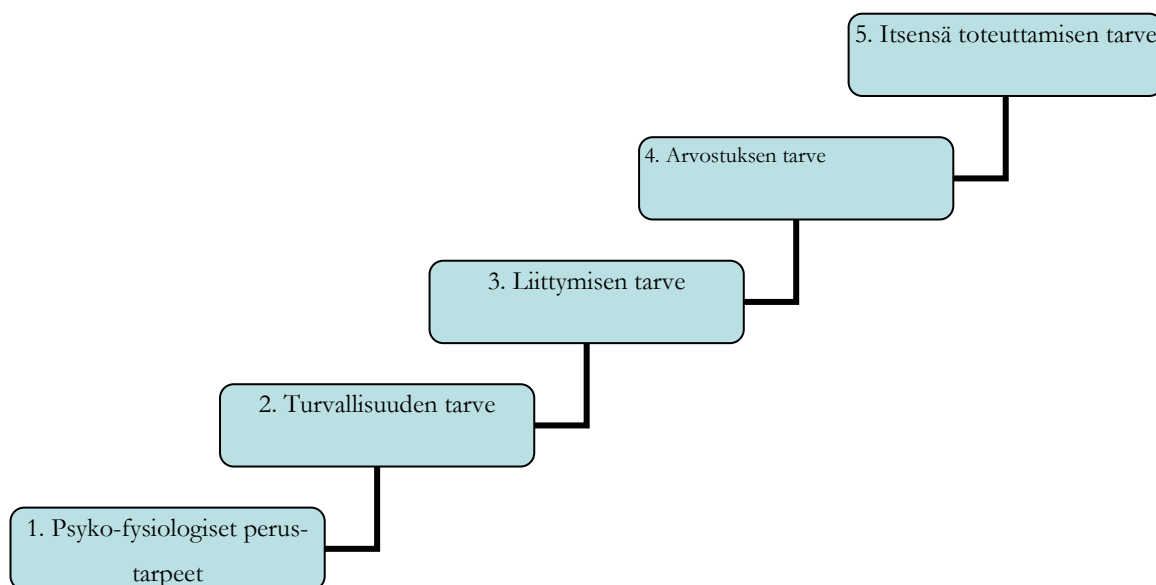 5. Itsensä toteuttamisen tarve
4. Arvostuksen tarve
3. Liittymisen tarve
2. Turvallisuuden tarve
1. Psyko-fysiologiset perus-
tarpeet